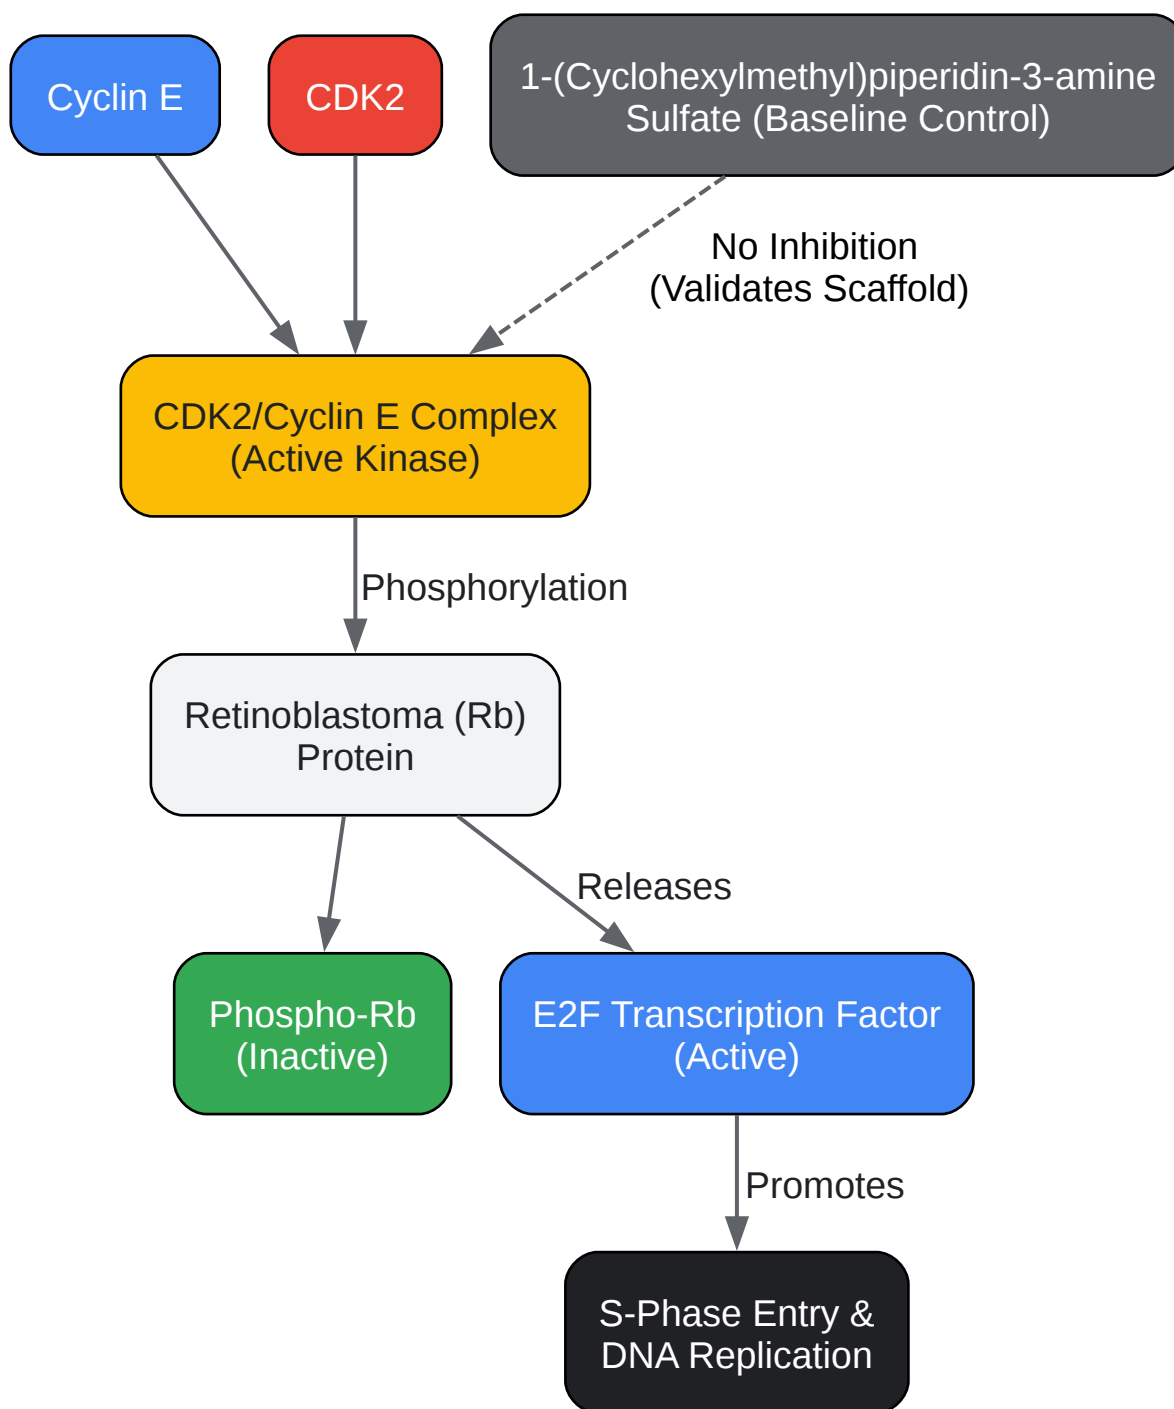 Cyclin E
CDK2
1-(Cyclohexylmethyl)piperidin-3-amine
Sulfate (Baseline Control)
No Inhibition
(Validates Scaffold)
CDK2/Cyclin E Complex
(Active Kinase)
Phosphorylation
Retinoblastoma (Rb)
Protein
Releases
Phospho-Rb
(Inactive)
E2F Transcription Factor
(Active)
Promotes
S-Phase Entry &
DNA Replication